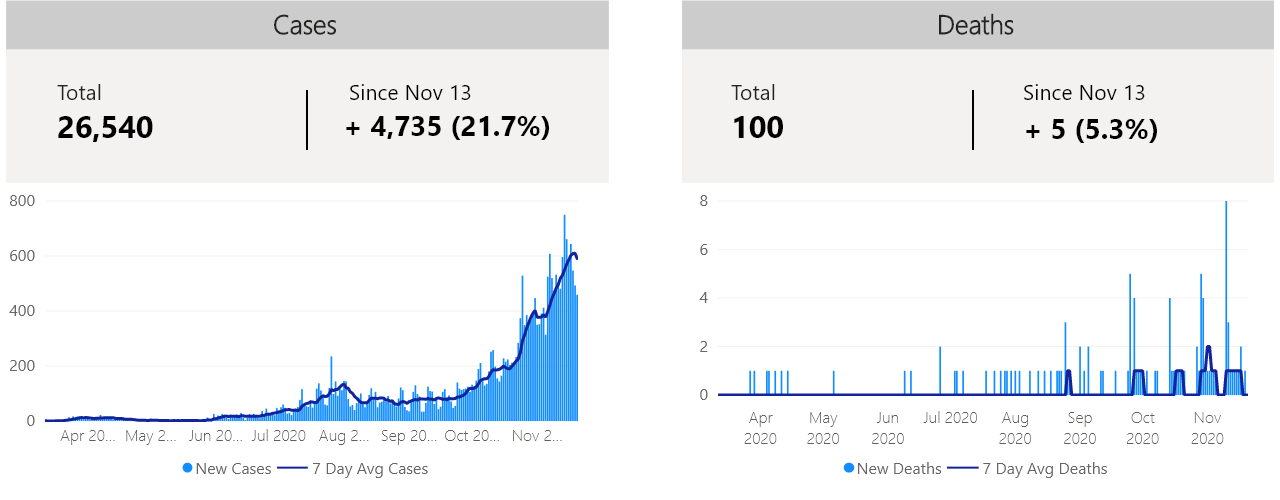 Cases
Total
26,540
Since Nov 13
+ 4,735 (21.7%)
800
600
400
200
0
Apr 20... May 2... Jun 20... Jul 2020 Aug 2... Sep 20... Oct 20... Nov 2...
New Cases 7 Day Avg Cases
Deaths
Total
100
Since Nov 13
+ 5 (5.3%)
8
6
4
2
0
Apr May Jun Jul 2020 Aug Sep Oct Nov
2020 2020 2020 2020 2020 2020 2020
New Deaths 7 Day Avg Deaths